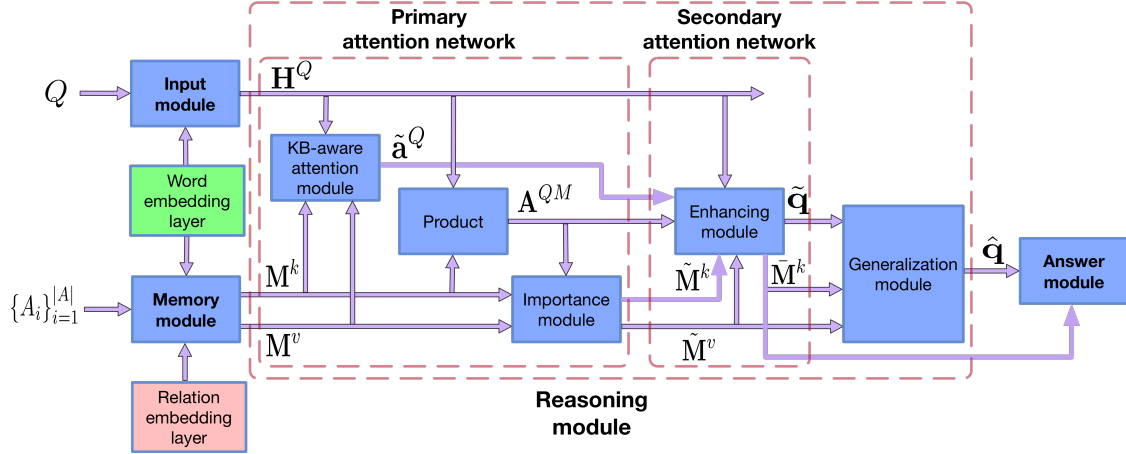 Primary
attention network
Secondary
attention network
Q
Input
module
H^Q
KB-aware
attention
module
ã^Q
Word
embedding
layer
Product
A^{QM}
Enhancing
module
q̃
Generalization
module
q̂
Answer
module
{A_i}_{i=1}^{|A|}
Memory
module
M^k
M^v
Importance
module
M̃^k
M̄^k
M̃^v
Relation
embedding
layer
Reasoning
module